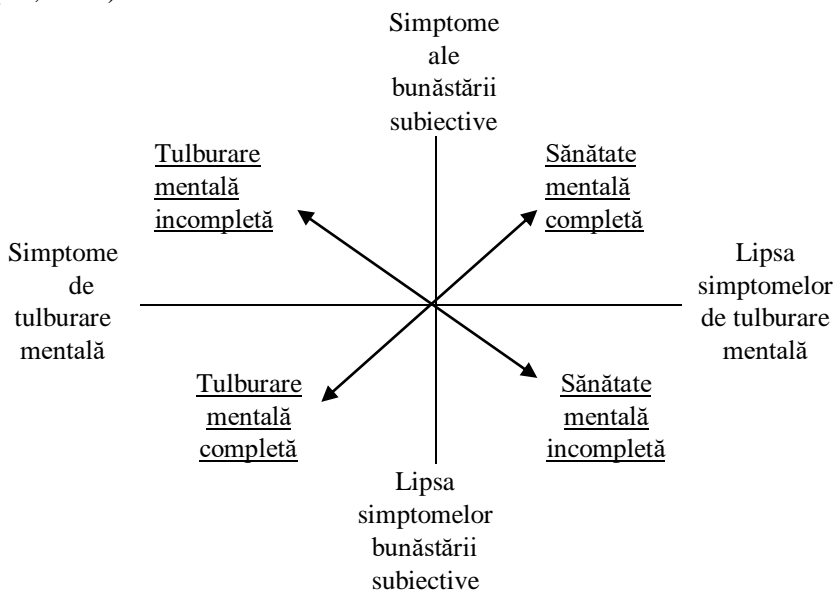 Simptome
ale
bunăstării
subiective
Tulburare
mentală
incompletă
Sănătate
mentală
completă
Simptome
de
tulburare
mentală
Lipsa
simptomelor
de tulburare
mentală
Tulburare
mentală
completă
Sănătate
mentală
incompletă
Lipsa
simptomelor
bunăstării
subiective